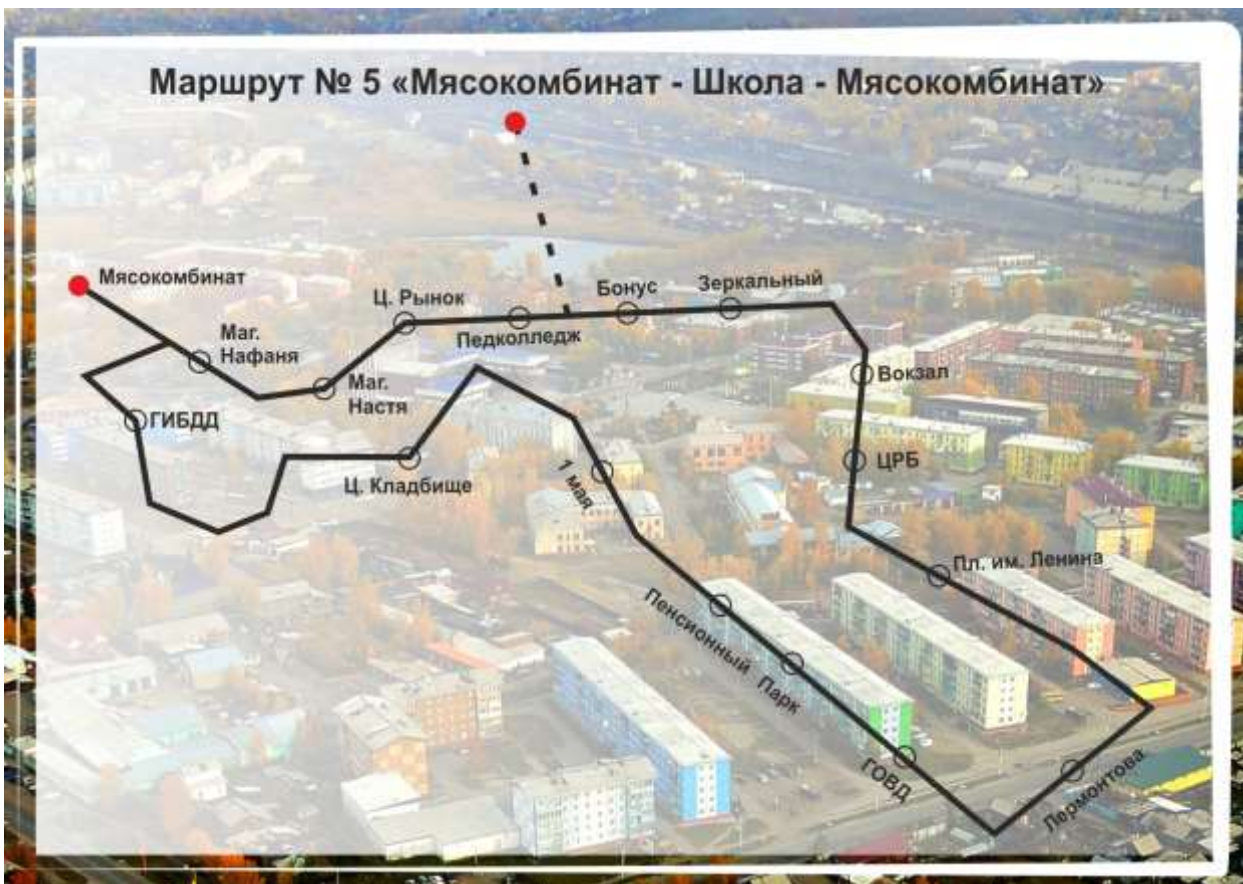 Маршрут № 5 «Мясокомбинат - Школа - Мясокомбинат»
Мясокомбинат
Маг.
Нафаня
Маг.
Настя
Ц. Рынок
Педколледж
Бонус
Зеркальный
Вокзал
ЦРБ
Пл. им. Ленина
Лермонтова
ГОВД
Парк
Пенсионный
1 мая
Ц. Кладбище
ГИБДД